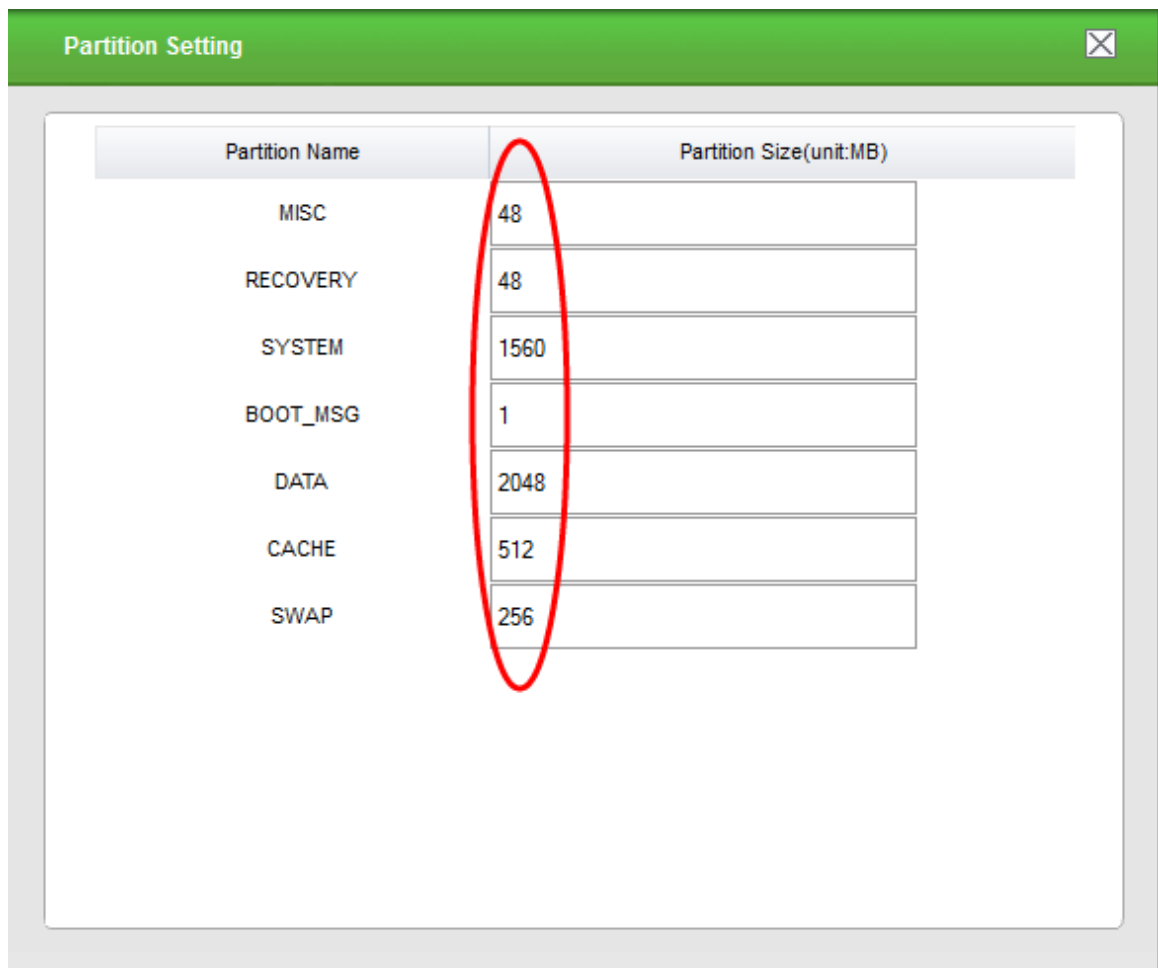 Partition Setting
Partition Name Partition Size(unit:MB)
MISC 48
RECOVERY 48
SYSTEM 1560
BOOT_MSG 1
DATA 2048
CACHE 512
SWAP 256